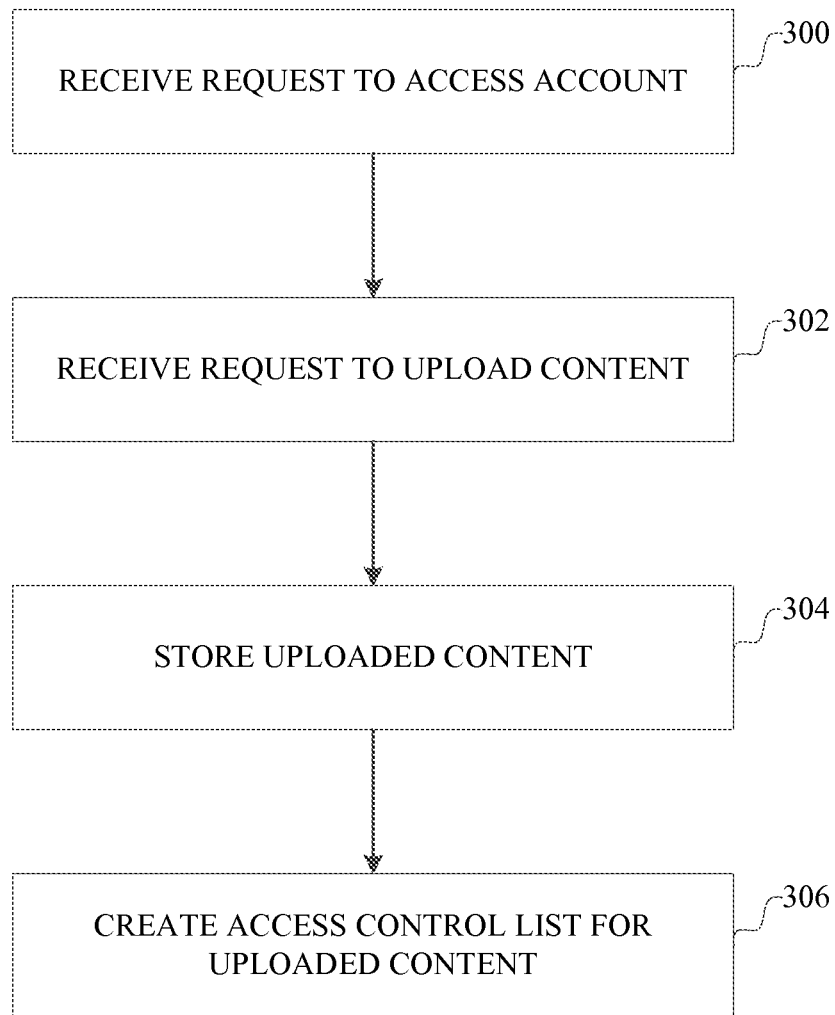 300
RECEIVE REQUEST TO ACCESS ACCOUNT
302
RECEIVE REQUEST TO UPLOAD CONTENT
304
STORE UPLOADED CONTENT
306
CREATE ACCESS CONTROL LIST FOR
UPLOADED CONTENT